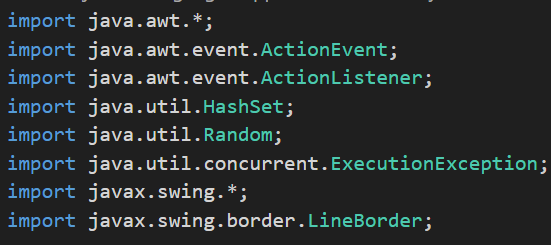 import java.awt.*;
import java.awt.event.ActionEvent;
import java.awt.event.ActionListener;
import java.util.HashSet;
import java.util.Random;
import java.util.concurrent.ExecutionException;
import javax.swing.*;
import javax.swing.border.LineBorder;